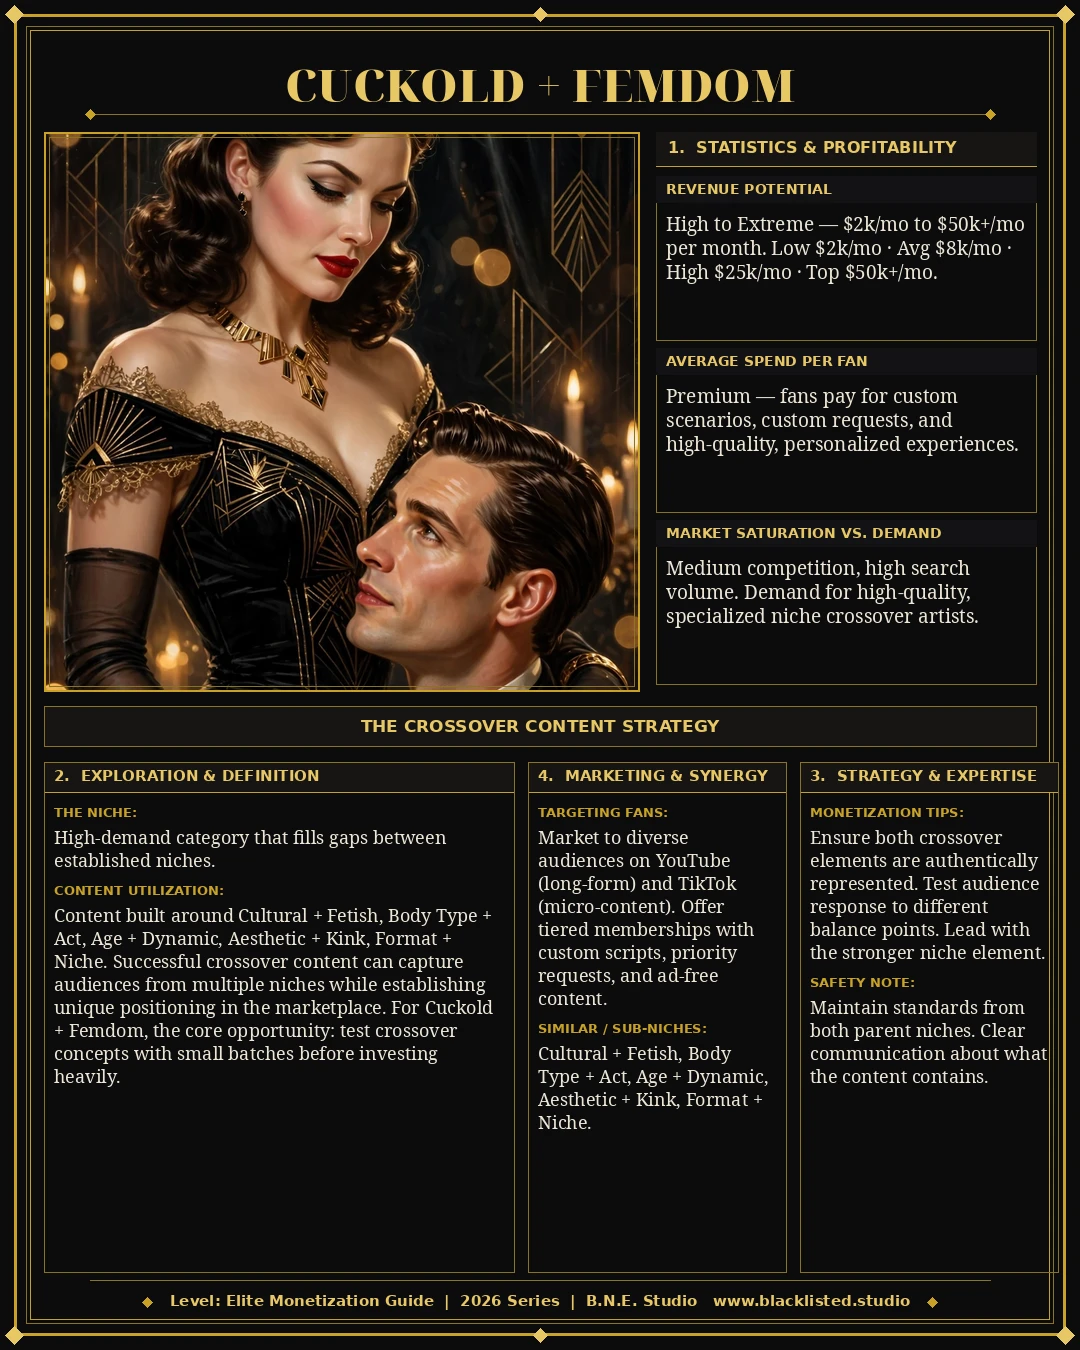 CUCKOLD + FEMDOM
1. STATISTICS & PROFITABILITY
REVENUE POTENTIAL
High to Extreme — $2k/mo to $50k+/mo
per month. Low $2k/mo · Avg $8k/mo ·
High $25k/mo · Top $50k+/mo.
AVERAGE SPEND PER FAN
Premium — fans pay for custom
scenarios, custom requests, and
high-quality, personalized experiences.
MARKET SATURATION VS. DEMAND
Medium competition, high search
volume. Demand for high-quality,
specialized niche crossover artists.
THE CROSSOVER CONTENT STRATEGY
2. EXPLORATION & DEFINITION
THE NICHE:
High-demand category that fills gaps between
established niches.
CONTENT UTILIZATION:
Content built around Cultural + Fetish, Body Type +
Act, Age + Dynamic, Aesthetic + Kink, Format +
Niche. Successful crossover content can capture
audiences from multiple niches while establishing
unique positioning in the marketplace. For Cuckold
+ Femdom, the core opportunity: test crossover
concepts with small batches before investing
heavily.
4. MARKETING & SYNERGY
TARGETING FANS:
Market to diverse
audiences on YouTube
(long-form) and TikTok
(micro-content). Offer
tiered memberships with
custom scripts, priority
requests, and ad-free
content.
SIMILAR / SUB-NICHES:
Cultural + Fetish, Body
Type + Act, Age + Dynamic,
Aesthetic + Kink, Format +
Niche.
3. STRATEGY & EXPERTISE
MONETIZATION TIPS:
Ensure both crossover
elements are authentically
represented. Test audience
response to different
balance points. Lead with
the stronger niche element.
SAFETY NOTE:
Maintain standards from
both parent niches. Clear
communication about what
the content contains.
Level: Elite Monetization Guide | 2026 Series | B.N.E. Studio www.blacklisted.studio